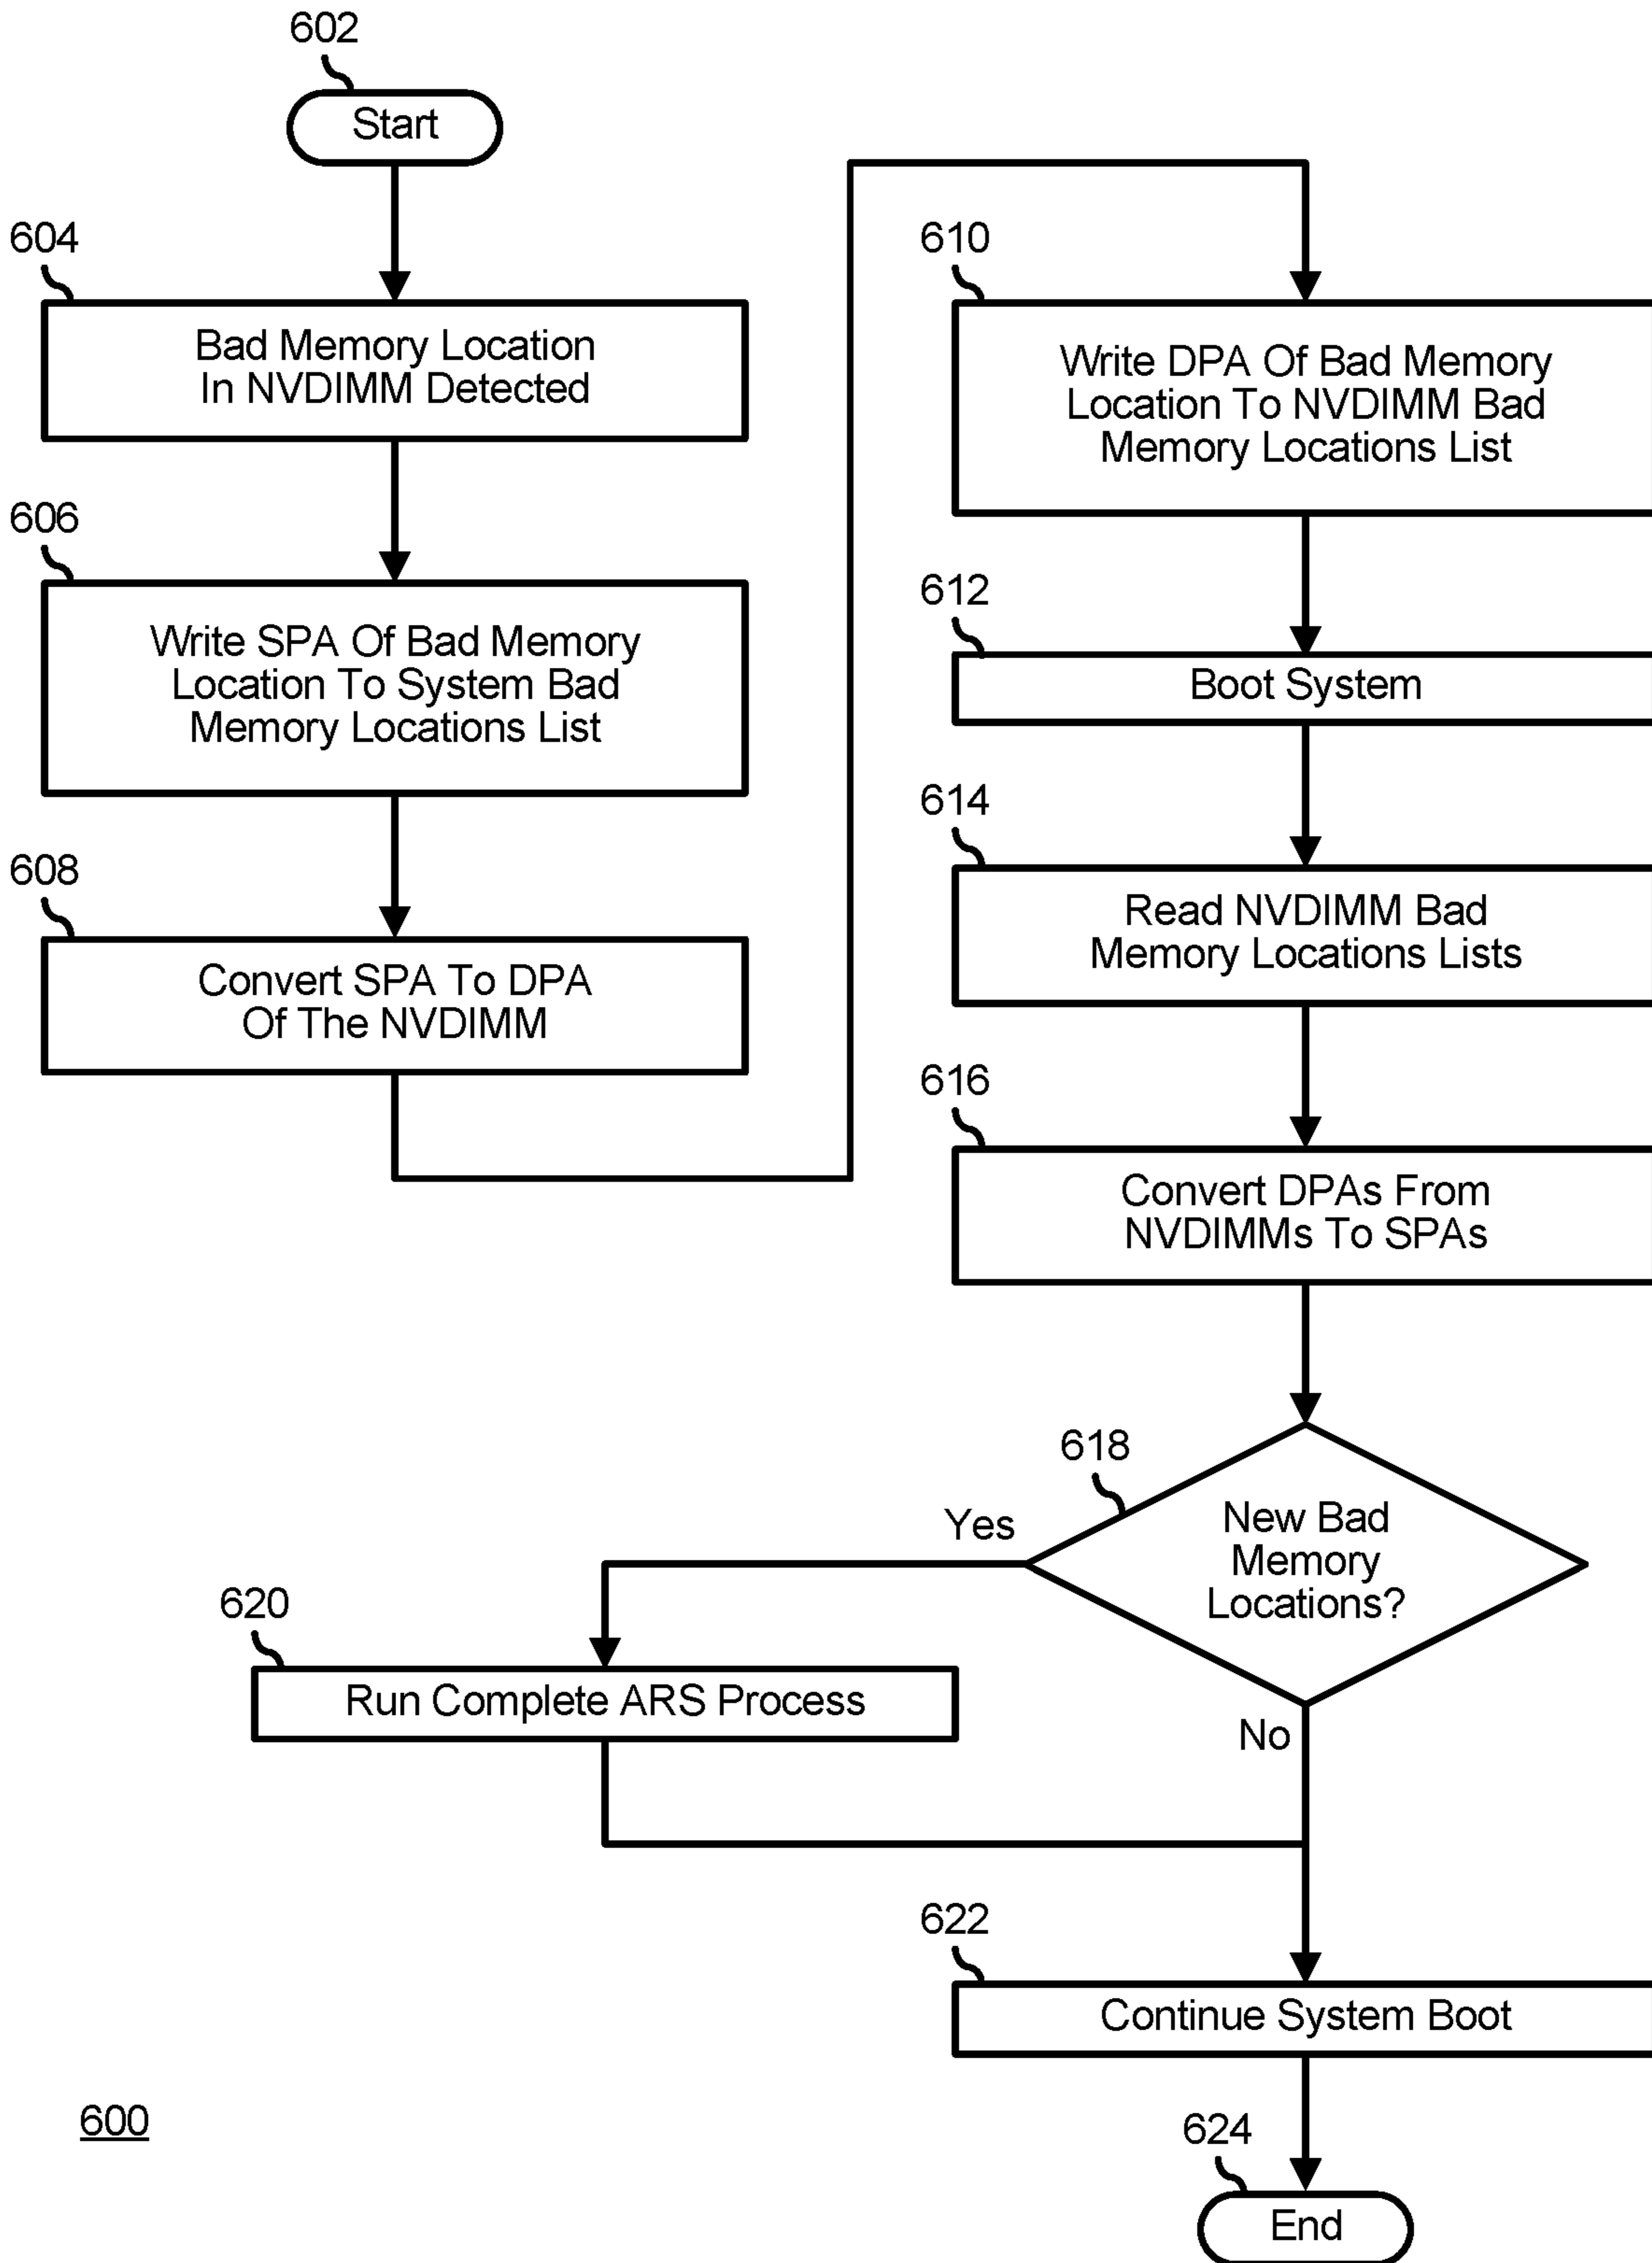 602
Start
604
Bad Memory Location
In NVDIMM Detected
606
Write SPA Of Bad Memory
Location To System Bad
Memory Locations List
608
Convert SPA To DPA
Of The NVDIMM
610
Write DPA Of Bad Memory
Location To NVDIMM Bad
Memory Locations List
612
Boot System
614
Read NVDIMM Bad
Memory Locations Lists
616
Convert DPAs From
NVDIMMs To SPAs
618
New Bad
Memory
Locations?
Yes
No
620
Run Complete ARS Process
622
Continue System Boot
624
End
600